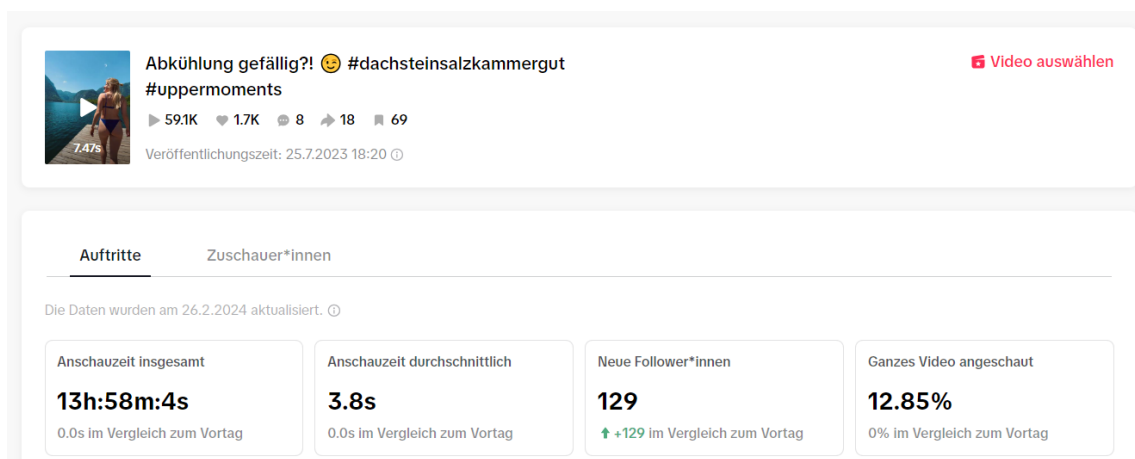 Abkühlung gefällig?! 😉 #dachsteinsalzkammergut
#uppermoments
Video auswählen
59.1K 1.7K 8 18 69
7.47s
Veröffentlichungszeit: 25.7.2023 18:20
Auftritte Zuschauer*innen
Die Daten wurden am 26.2.2024 aktualisiert.
Anschauzeit insgesamt
13h:58m:4s
0.0s im Vergleich zum Vortag
Anschauzeit durchschnittlich
3.8s
0.0s im Vergleich zum Vortag
Neue Follower*innen
129
+129 im Vergleich zum Vortag
Ganzes Video angeschaut
12.85%
0% im Vergleich zum Vortag